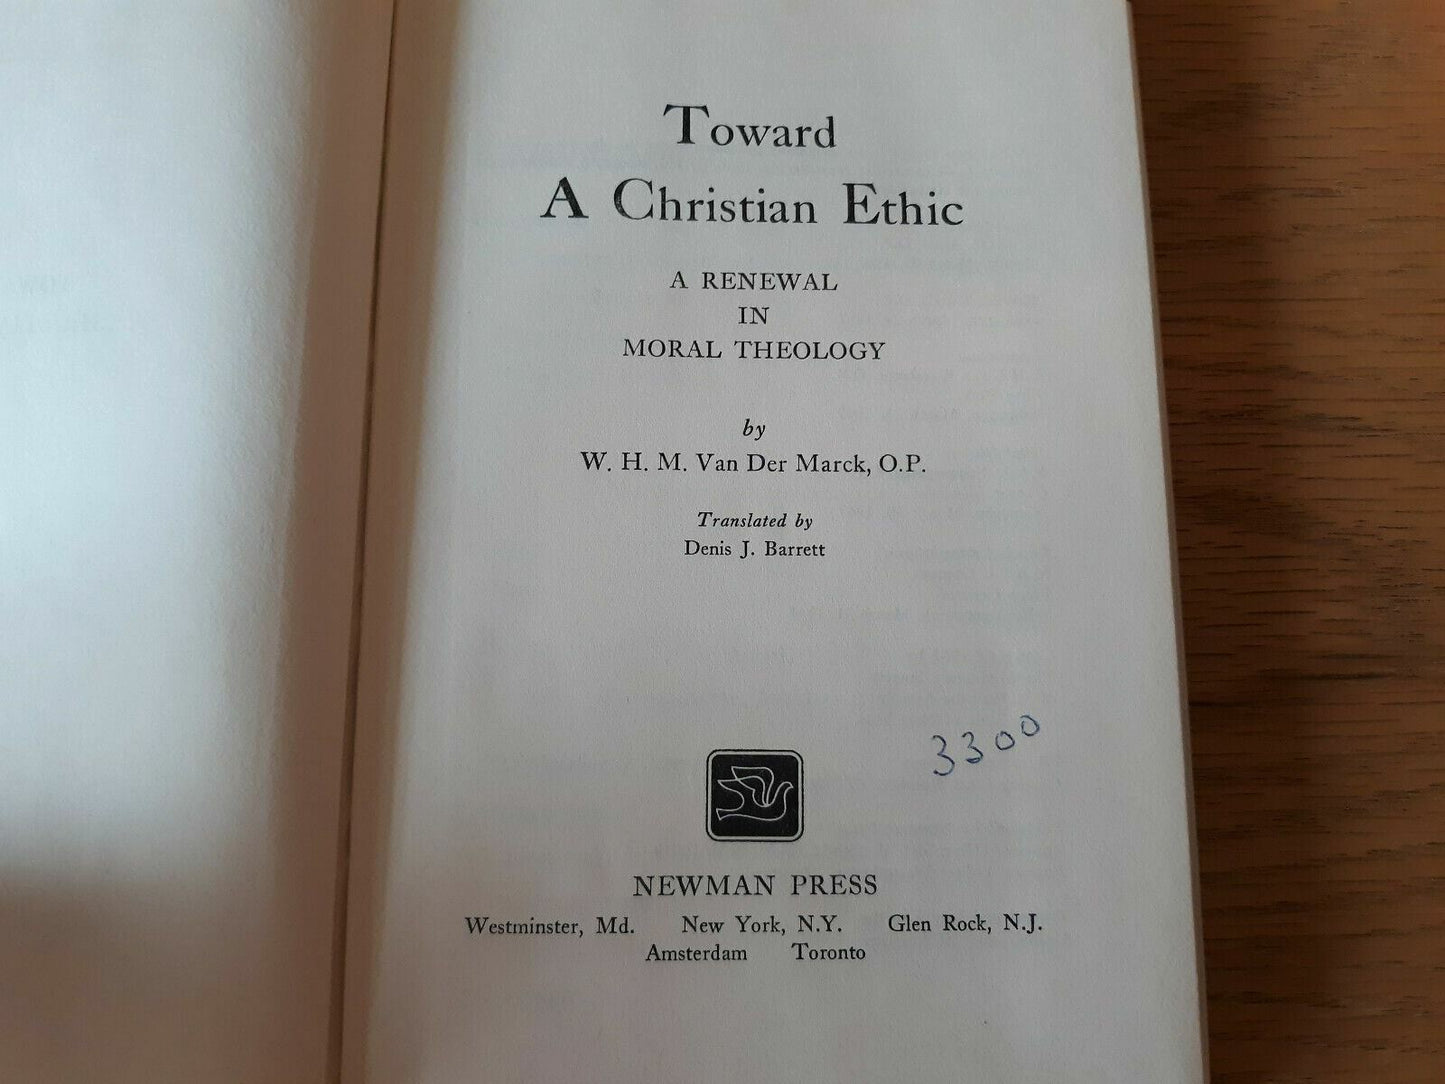 Toward
A Christian Ethic
A RENEWAL
IN
MORAL THEOLOGY
by
W. H. M. Van Der Marck, O.P.
Translated by
Denis J. Barrett
3300
NEWMAN PRESS
Westminster, Md. New York, N.Y. Glen Rock, N.J.
Amsterdam Toronto